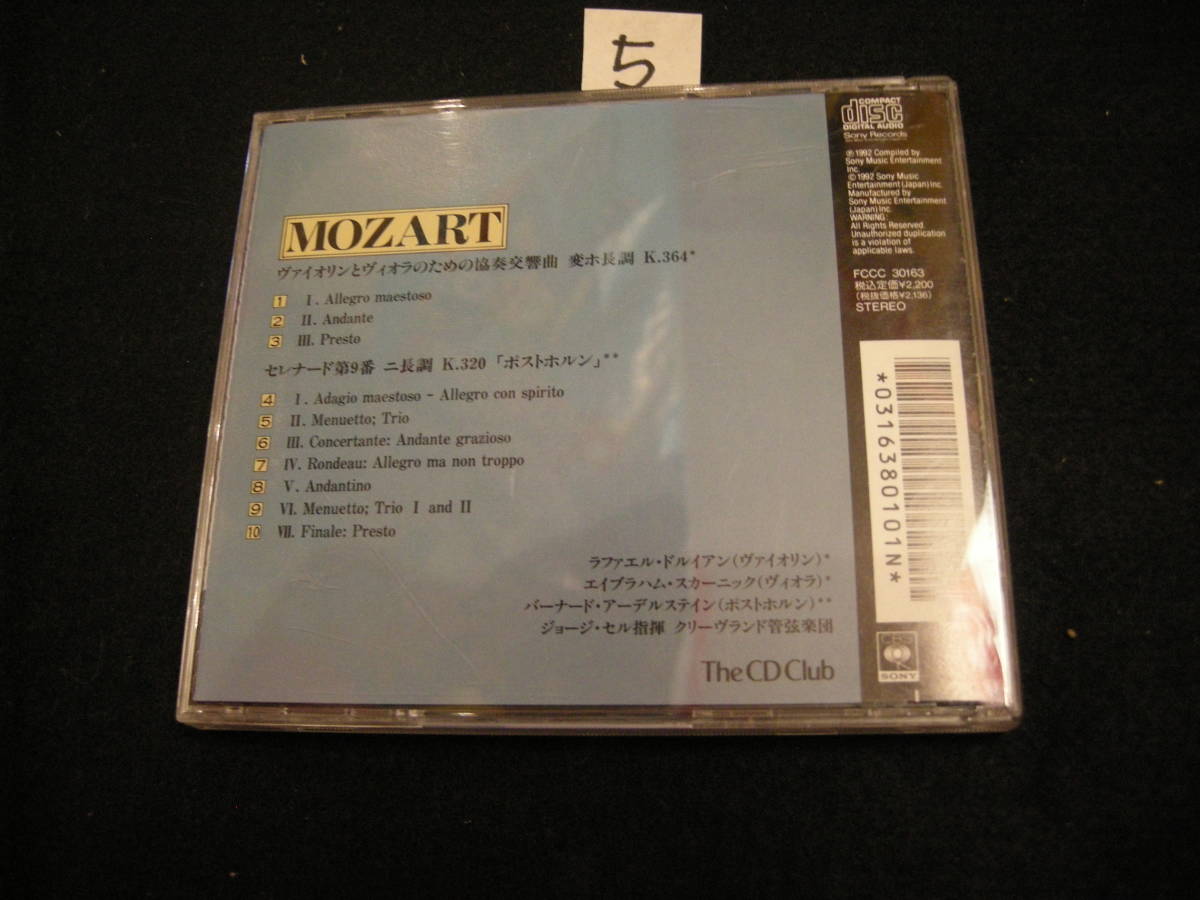 5
MOZART
ヴァイオリンとヴィオラのための協奏交響曲 変ホ長調 K.364*
1 I. Allegro maestoso
2 II. Andante
3 III. Presto
セレナード第9番 ニ長調 K.320 「ポストホルン」**
4 I. Adagio maestoso - Allegro con spirito
5 II. Menuetto; Trio
6 III. Concertante: Andante grazioso
7 IV. Rondeau: Allegro ma non troppo
8 V. Andantino
9 VI. Menuetto; Trio I and II
10 VII. Finale: Presto
ラファエル・ドルイアン(ヴァイオリン)*
エイブラハム・スカーニック(ヴィオラ)*
バーナード・アーデルステイン(ポストホルン)**
ジョージ・セル指揮 クリーヴランド管弦楽団
The CD Club
COMPACT
disc
DIGITAL AUDIO
Sony Records
℗1992 Compiled by
Sony Music Entertainment
Inc.
©1992 Sony Music
Entertainment (Japan) Inc.
Manufactured by
Sony Music Entertainment
(Japan) Inc.
WARNING:
All Rights Reserved.
Unauthorized duplication
is a violation of
applicable laws.
FCCC 30163
税込定価¥2,200
(税抜価格¥2,136)
STEREO
*0316380101N*
CBS
SONY